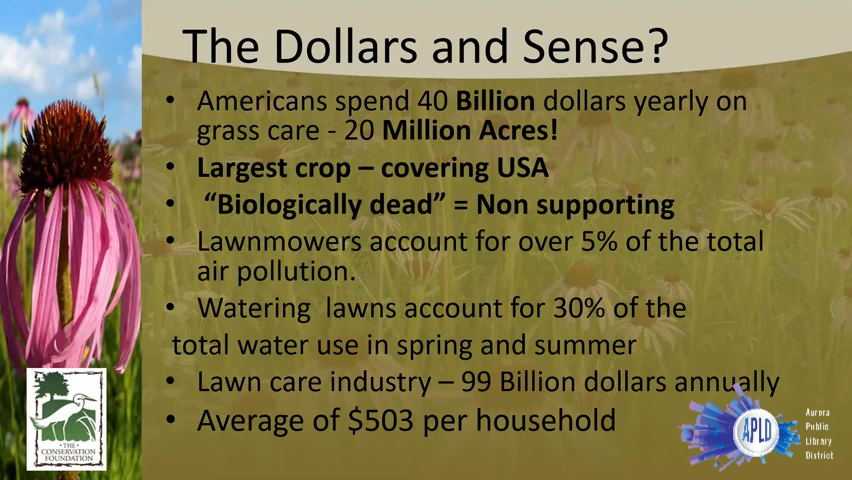 The Dollars and Sense?
• Americans spend 40 Billion dollars yearly on
grass care - 20 Million Acres!
• Largest crop – covering USA
• “Biologically dead” = Non supporting
• Lawnmowers account for over 5% of the total
air pollution.
• Watering lawns account for 30% of the
total water use in spring and summer
• Lawn care industry – 99 Billion dollars annually
• Average of $503 per household
• THE •
CONSERVATION
FOUNDATION
APLD
Aurora
Public
Library
District